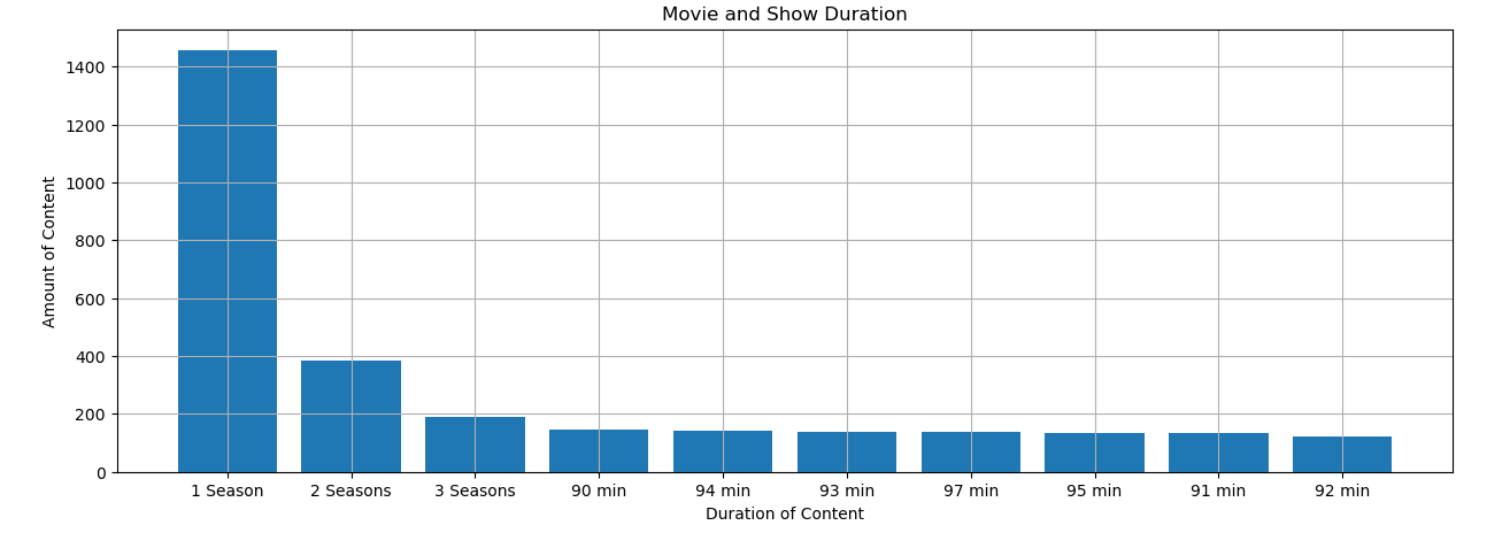 Movie and Show Duration
1400
1200
1000
800
600
400
200
0
Amount of Content
1 Season 2 Seasons 3 Seasons 90 min 94 min 93 min 97 min 95 min 91 min 92 min
Duration of Content